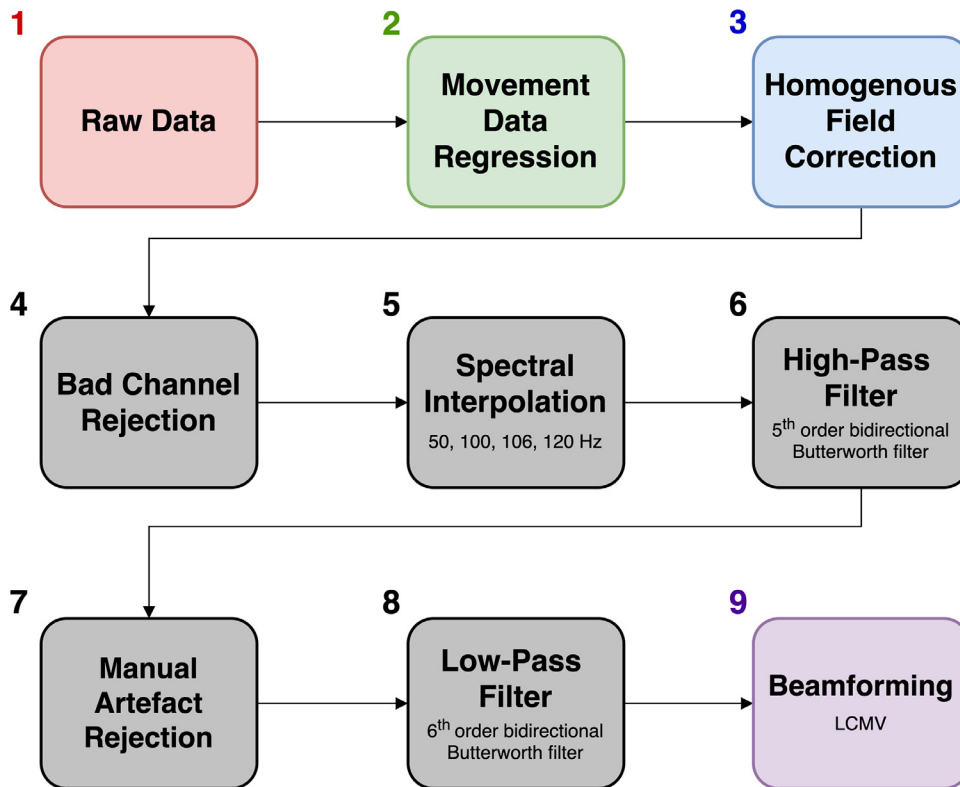 1
Raw Data
2
Movement
Data
Regression
3
Homogenous
Field
Correction
4
Bad Channel
Rejection
5
Spectral
Interpolation
50, 100, 106, 120 Hz
6
High-Pass
Filter
5th order bidirectional
Butterworth filter
7
Manual
Artefact
Rejection
8
Low-Pass
Filter
6th order bidirectional
Butterworth filter
9
Beamforming
LCMV